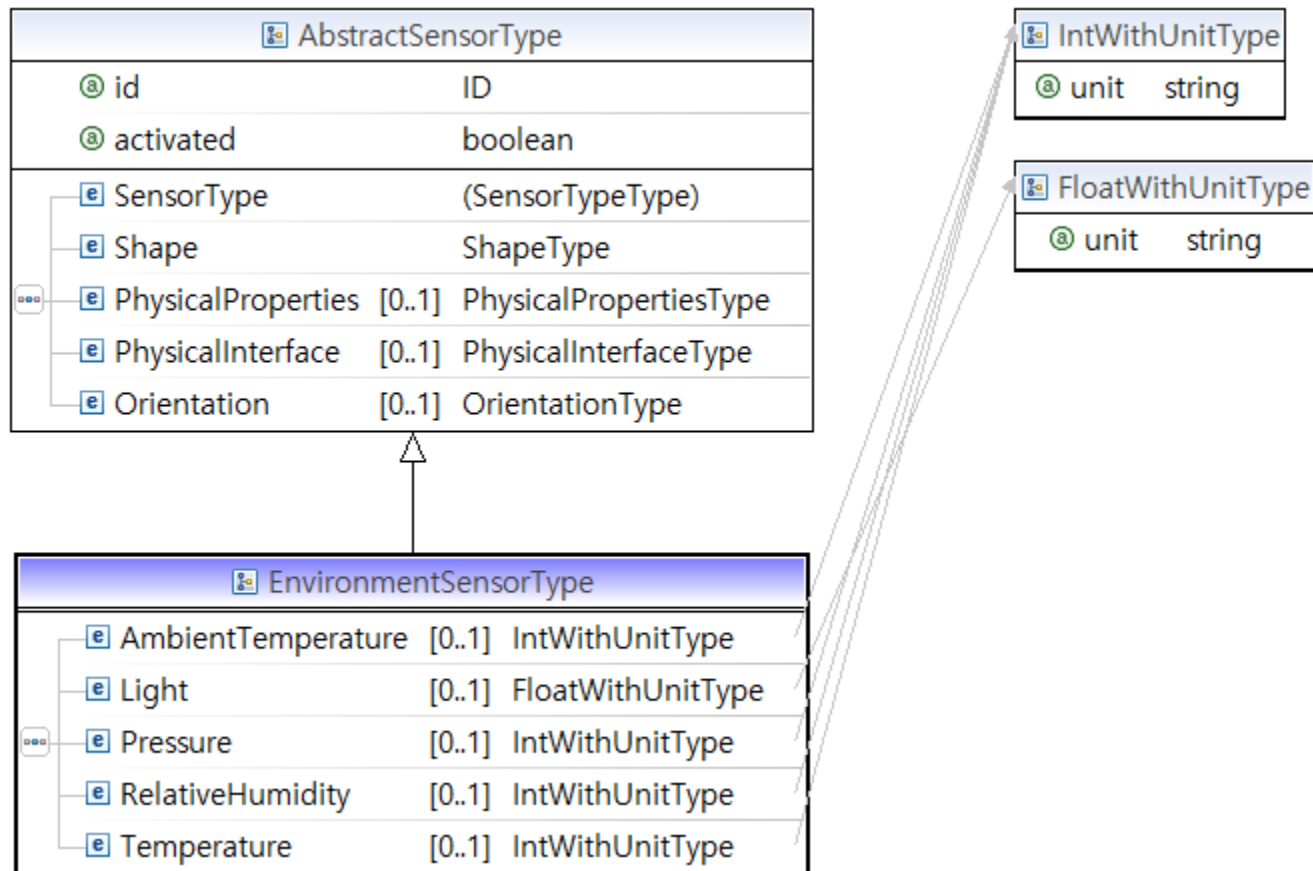 AbstractSensorType
id ID
activated boolean
SensorType (SensorTypeType)
Shape ShapeType
PhysicalProperties [0..1] PhysicalPropertiesType
PhysicalInterface [0..1] PhysicalInterfaceType
Orientation [0..1] OrientationType
IntWithUnitType
unit string
FloatWithUnitType
unit string
EnvironmentSensorType
AmbientTemperature [0..1] IntWithUnitType
Light [0..1] FloatWithUnitType
Pressure [0..1] IntWithUnitType
RelativeHumidity [0..1] IntWithUnitType
Temperature [0..1] IntWithUnitType